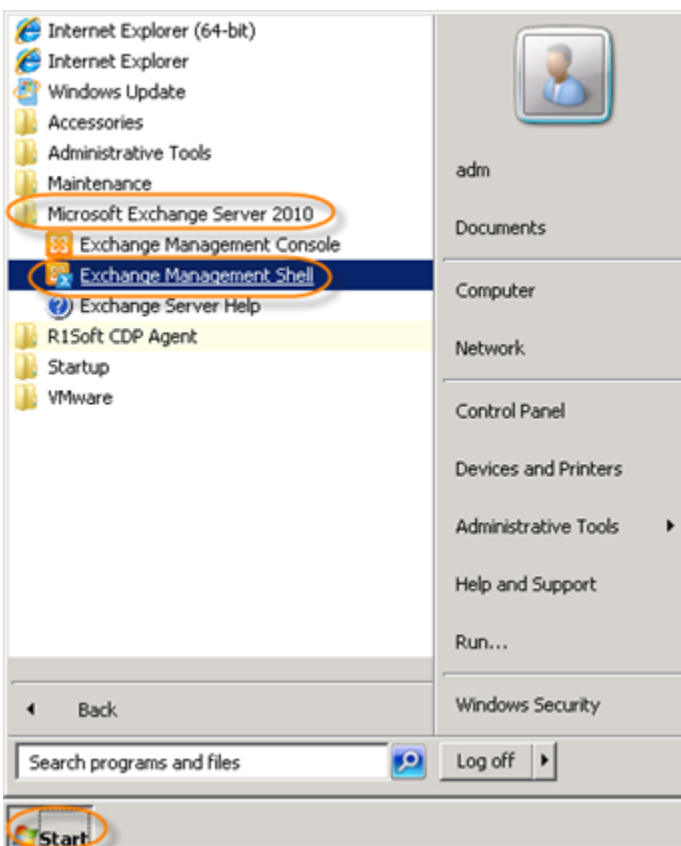 Internet Explorer (64-bit)
Internet Explorer
Windows Update
Accessories
Administrative Tools
Maintenance
Microsoft Exchange Server 2010
Exchange Management Console
Exchange Management Shell
Exchange Server Help
R1Soft CDP Agent
Startup
VMware
Back
Search programs and files
adm
Documents
Computer
Network
Control Panel
Devices and Printers
Administrative Tools
Help and Support
Run...
Windows Security
Log off
Start